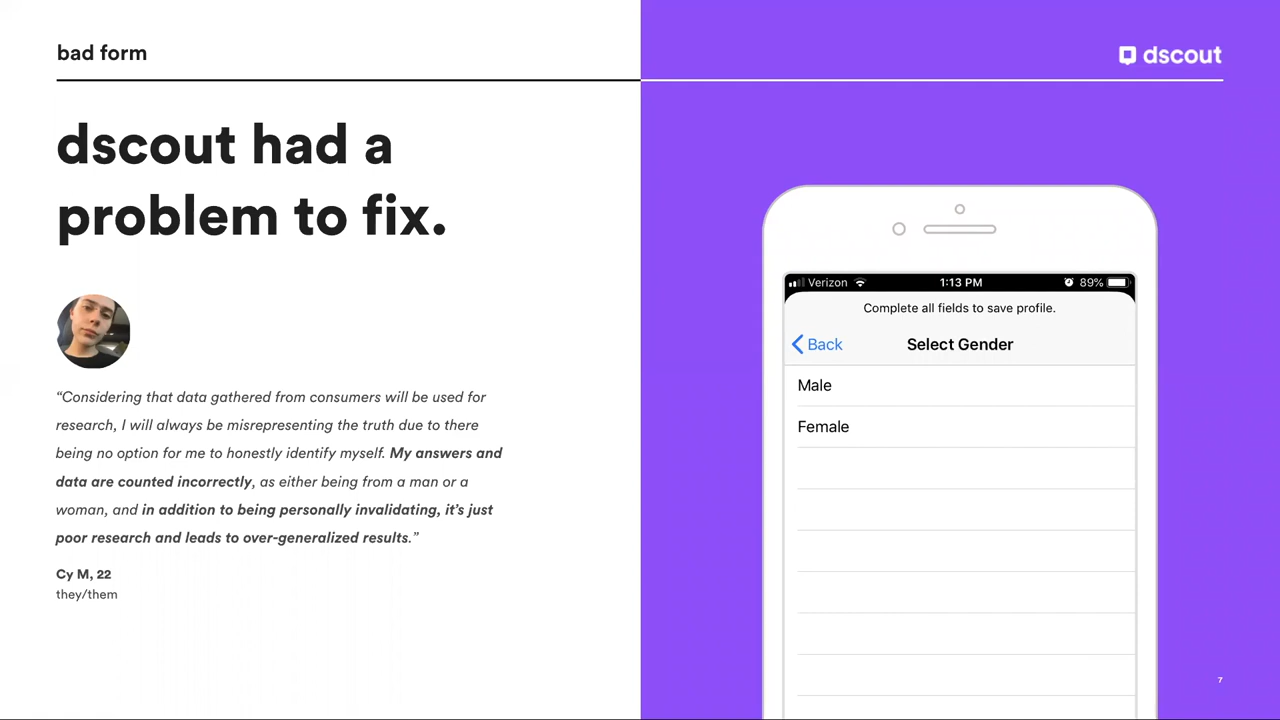 bad form
dscout
dscout had a
problem to fix.
“Considering that data gathered from consumers will be used for
research, I will always be misrepresenting the truth due to there
being no option for me to honestly identify myself. My answers and
data are counted incorrectly, as either being from a man or a
woman, and in addition to being personally invalidating, it’s just
poor research and leads to over-generalized results.”
Cy M, 22
they/them
Verizon 1:13 PM 89%
Complete all fields to save profile.
Back Select Gender
Male
Female
7